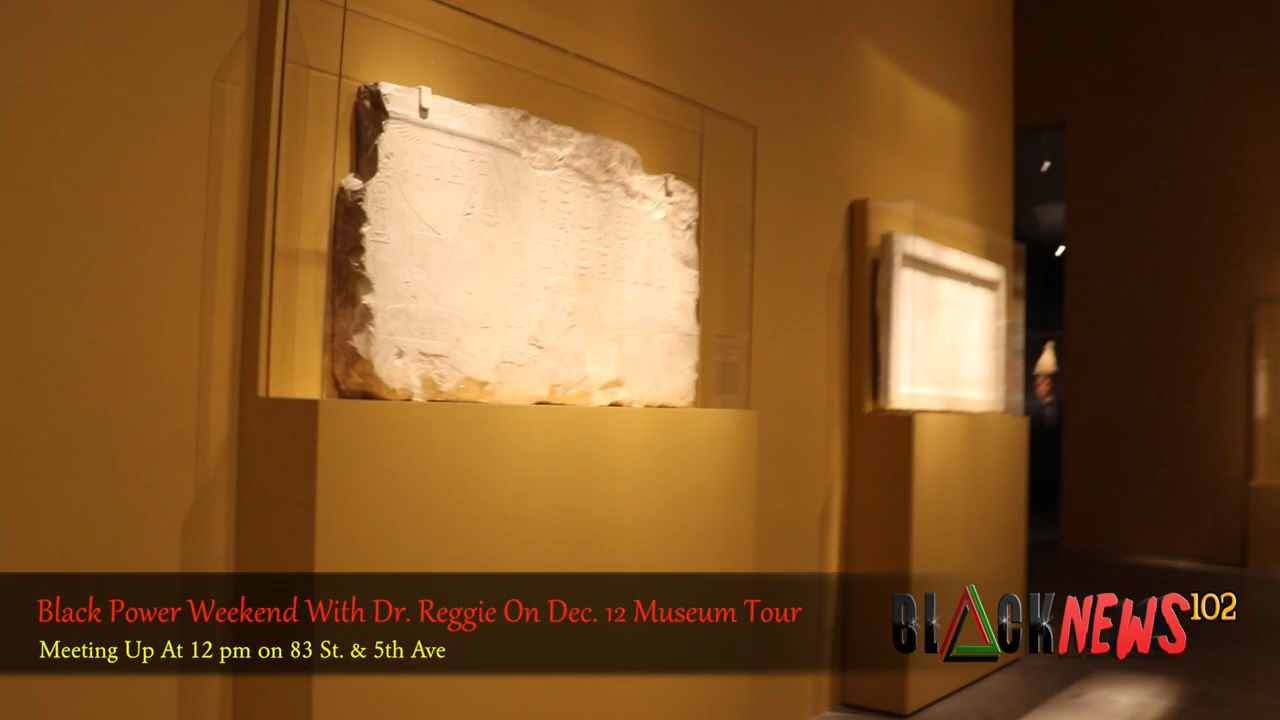 Black Power Weekend With Dr. Reggie On Dec. 12 Museum Tour
Meeting Up At 12 pm on 83 St. & 5th Ave
BLACKNEWS102